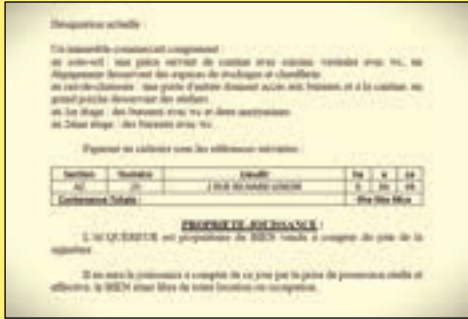 Désignation actuelle :
Un immeuble commercial comprenant :
au sous-sol : une pièce servant de cantine avec cuisine, vestiaire avec wc, un
dégagement desservant des espaces de stockages et chaufferie.
au rez-de-chaussée : une porte d'entrée donnant accès aux bureaux et à la cantine, un
grand porche desservant des ateliers.
au 1er étage : des bureaux avec wc et deux
au 2ème étage : des bureaux avec wc.
Figurant au cadastre sous les références suivantes :
Section Numéro Lieudit ha a ca
AZ RUE
Contenance Totale :
PROPRIETE-JOUISSANCE :
L'ACQUÉREUR est propriétaire du BIEN vendu à compter du jour de la
signature.
Il en aura la jouissance à compter de ce jour par la prise de possession réelle et
effective, le BIEN étant libre de toute location ou occupation.